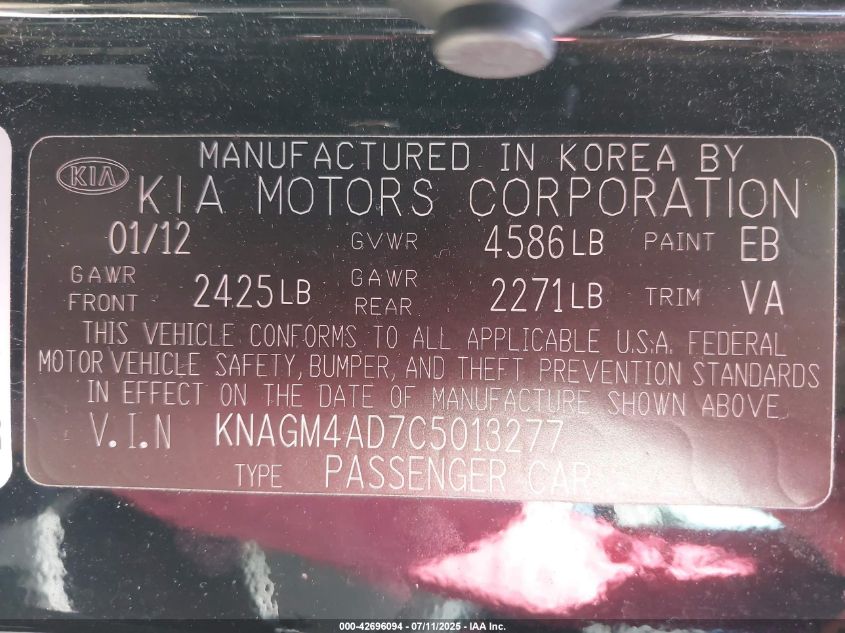 MANUFACTURED IN KOREA BY
KIA
KIA MOTORS CORPORATION
01/12 GVWR 4586LB PAINT EB
GAWR FRONT 2425LB GAWR REAR 2271LB TRIM VA
THIS VEHICLE CONFORMS TO ALL APPLICABLE U.S.A. FEDERAL
MOTOR VEHICLE SAFETY, BUMPER, AND THEFT PREVENTION STANDARDS
IN EFFECT ON THE DATE OF MANUFACTURE SHOWN ABOVE.
V.I.N KNAGM4AD7C5013277
TYPE PASSENGER CAR
000-42696094 - 07/11/2025 - IAA Inc.